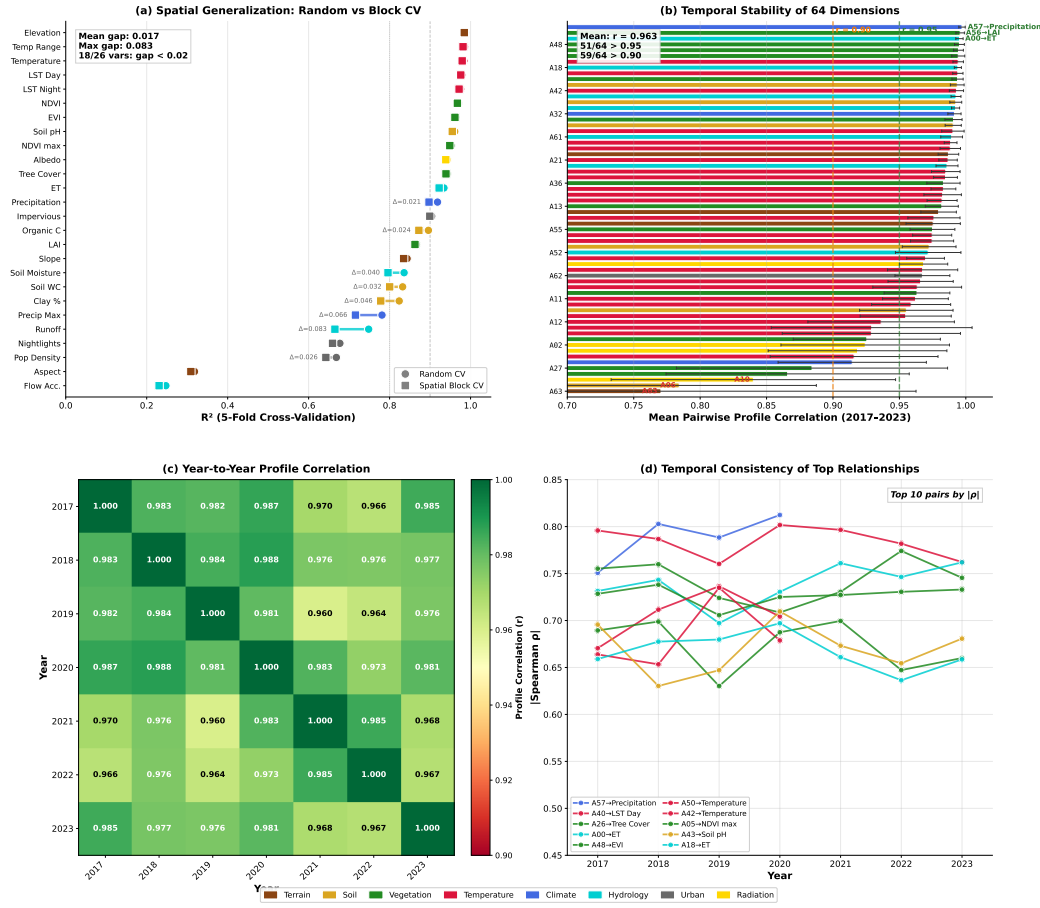 (a) Spatial Generalization: Random vs Block CV
Mean gap: 0.017
Max gap: 0.083
18/26 vars: gap < 0.02
Elevation
Temp Range
Temperature
LST Day
LST Night
NDVI
EVI
Soil pH
NDVI max
Albedo
Tree Cover
ET
Precipitation
Δ=0.021
Impervious
Organic C
Δ=0.024
LAI
Slope
Soil Moisture
Δ=0.040
Soil WC
Δ=0.032
Clay %
Δ=0.046
Precip Max
Δ=0.066
Runoff
Δ=0.083
Nightlights
Pop Density
Δ=0.026
Aspect
Flow Acc.
Random CV
Spatial Block CV
0.0 0.2 0.4 0.6 0.8 1.0
R² (5-Fold Cross-Validation)
(b) Temporal Stability of 64 Dimensions
Mean: r = 0.963
51/64 > 0.95
59/64 > 0.90
A57→Precipitation
A56→LAI
A00→ET
A48
A18
A42
A32
A61
A21
A36
A13
A55
A52
A62
A11
A12
A02
A27
A63
A10
0.70 0.75 0.80 0.85 0.90 0.95 1.00
Mean Pairwise Profile Correlation (2017–2023)
(c) Year-to-Year Profile Correlation
Year
2017 1.000 0.983 0.982 0.987 0.970 0.966 0.985
2018 0.983 1.000 0.984 0.988 0.976 0.976 0.977
2019 0.982 0.984 1.000 0.981 0.960 0.964 0.976
2020 0.987 0.988 0.981 1.000 0.983 0.973 0.981
2021 0.970 0.976 0.960 0.983 1.000 0.985 0.968
2022 0.966 0.976 0.964 0.973 0.985 1.000 0.967
2023 0.985 0.977 0.976 0.981 0.968 0.967 1.000
2017 2018 2019 2020 2021 2022 2023
1.00
0.98
0.96
0.94
0.92
0.90
Profile Correlation (r)
(d) Temporal Consistency of Top Relationships
Top 10 pairs by |ρ|
|Spearman ρ|
0.85
0.80
0.75
0.70
0.65
0.60
0.55
0.50
0.45
A57→Precipitation
A40→LST Day
A26→Tree Cover
A00→ET
A48→EVI
A50→Temperature
A42→Temperature
A05→NDVI max
A43→Soil pH
A18→ET
2017 2018 2019 2020 2021 2022 2023
Year
Terrain Soil Vegetation Temperature Climate Hydrology Urban Radiation